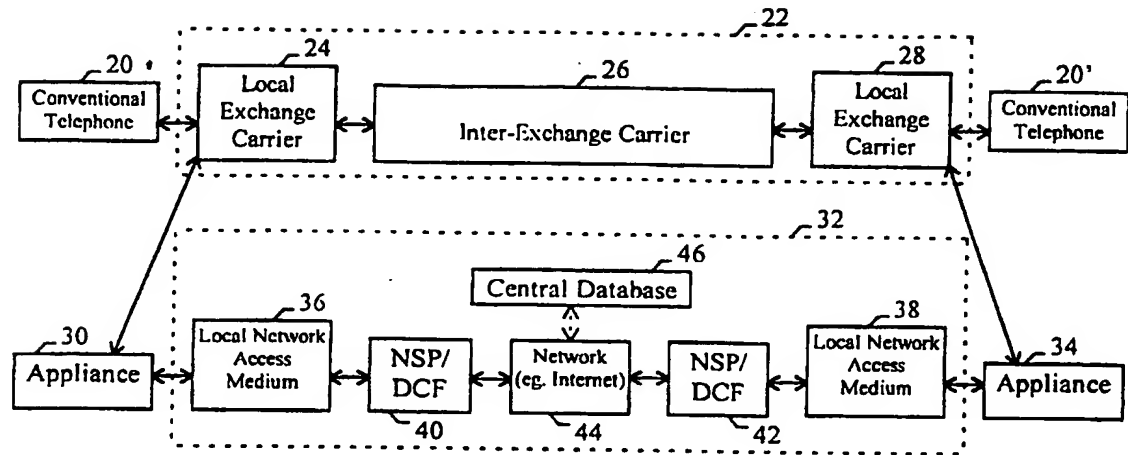 22
20
24
26
28
20'
Conventional
Telephone
Local
Exchange
Carrier
Inter-Exchange Carrier
Local
Exchange
Carrier
Conventional
Telephone
32
46
Central Database
36
38
30
34
Appliance
Local Network
Access
Medium
NSP/
DCF
Network
(eg. Internet)
NSP/
DCF
Local Network
Access
Medium
Appliance
40
44
42